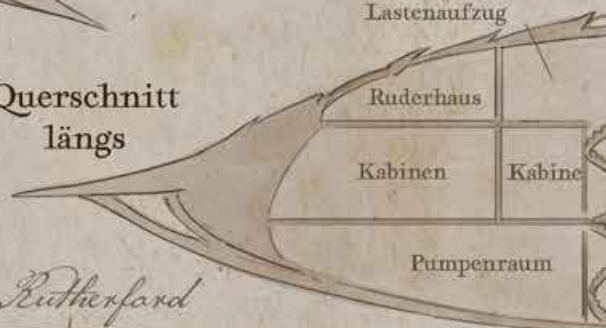 Lastenaufzug
Querschnitt
längs
Ruderhaus
Kabinen
Kabine
Pumpenraum
Rutherford